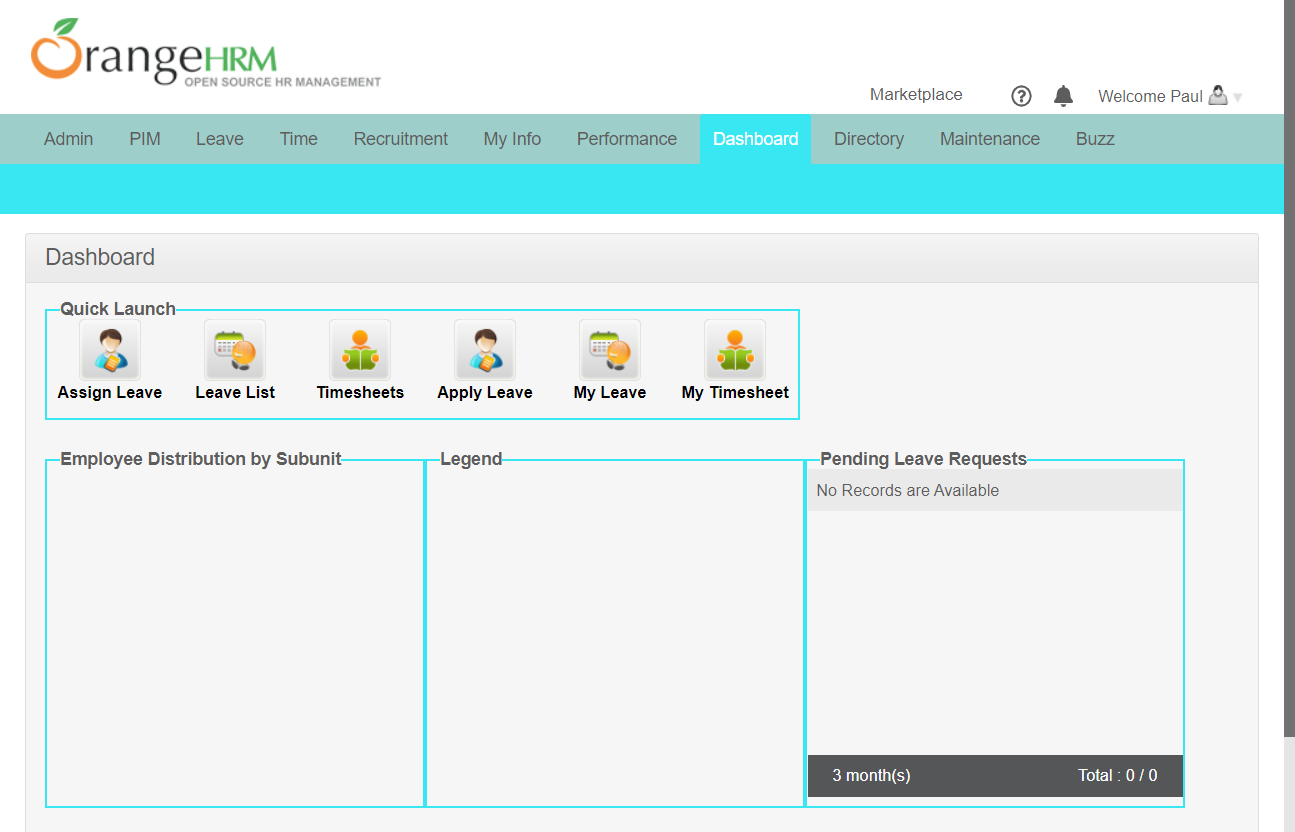 OrangeHRM
OPEN SOURCE HR MANAGEMENT
Marketplace ? Welcome Paul
Admin PIM Leave Time Recruitment My Info Performance Dashboard Directory Maintenance Buzz
Dashboard
Quick Launch
Assign Leave Leave List Timesheets Apply Leave My Leave My Timesheet
Employee Distribution by Subunit Legend Pending Leave Requests
No Records are Available
3 month(s) Total : 0 / 0